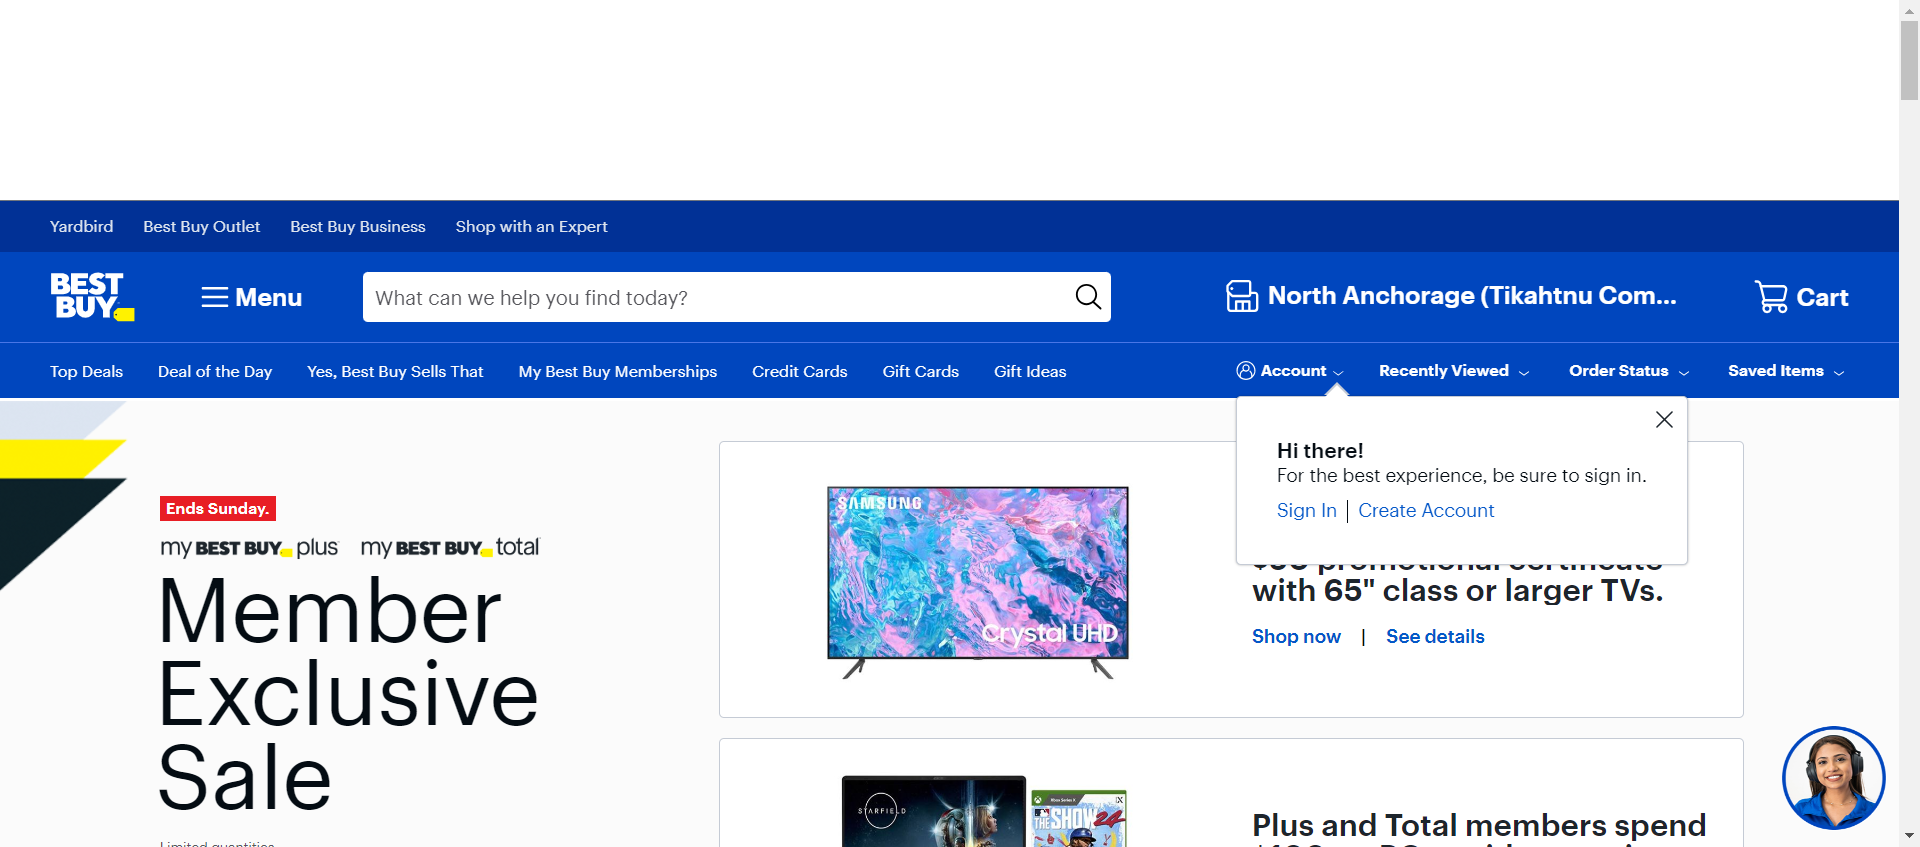 Yardbird Best Buy Outlet Best Buy Business Shop with an Expert
BEST
BUY
Menu
What can we help you find today?
North Anchorage (Tikahtnu Com...
Cart
Top Deals Deal of the Day Yes, Best Buy Sells That My Best Buy Memberships Credit Cards Gift Cards Gift Ideas
Account Recently Viewed Order Status Saved Items
Hi there!
For the best experience, be sure to sign in.
Sign In | Create Account
Ends Sunday.
my BEST BUY plus my BEST BUY total
Member
Exclusive
Sale
Limited quantities
SAMSUNG
Crystal UHD
promotional certificate
with 65" class or larger TVs.
Shop now | See details
STARFIELD
THE SHOW 24
Plus and Total members spend